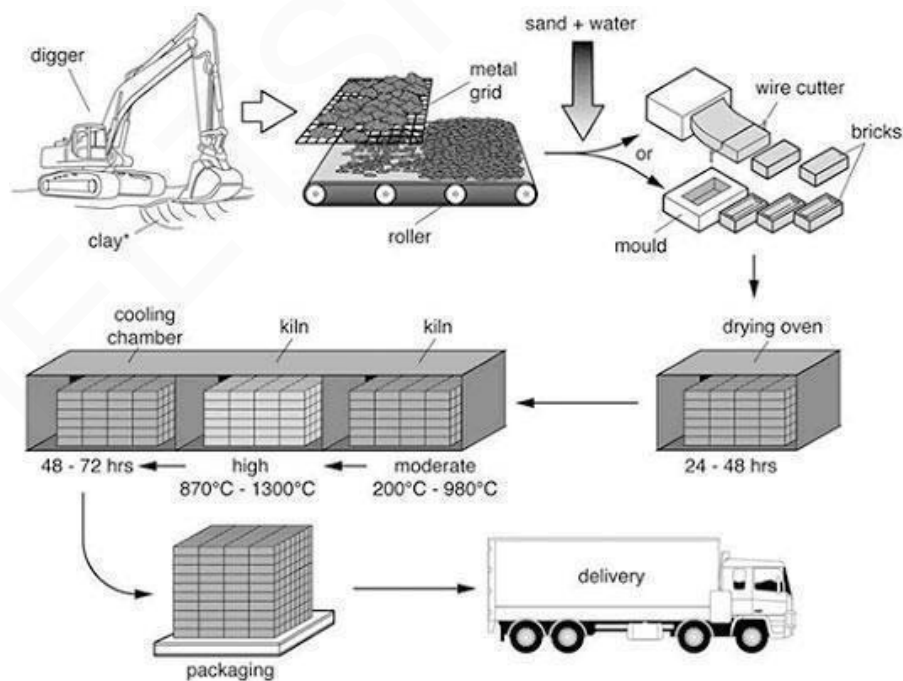 sand + water
digger
metal
grid
wire cutter
bricks
or
roller
mould
clay*
cooling
chamber
kiln
kiln
drying oven
48 - 72 hrs
high
870°C - 1300°C
moderate
200°C - 980°C
24 - 48 hrs
delivery
packaging